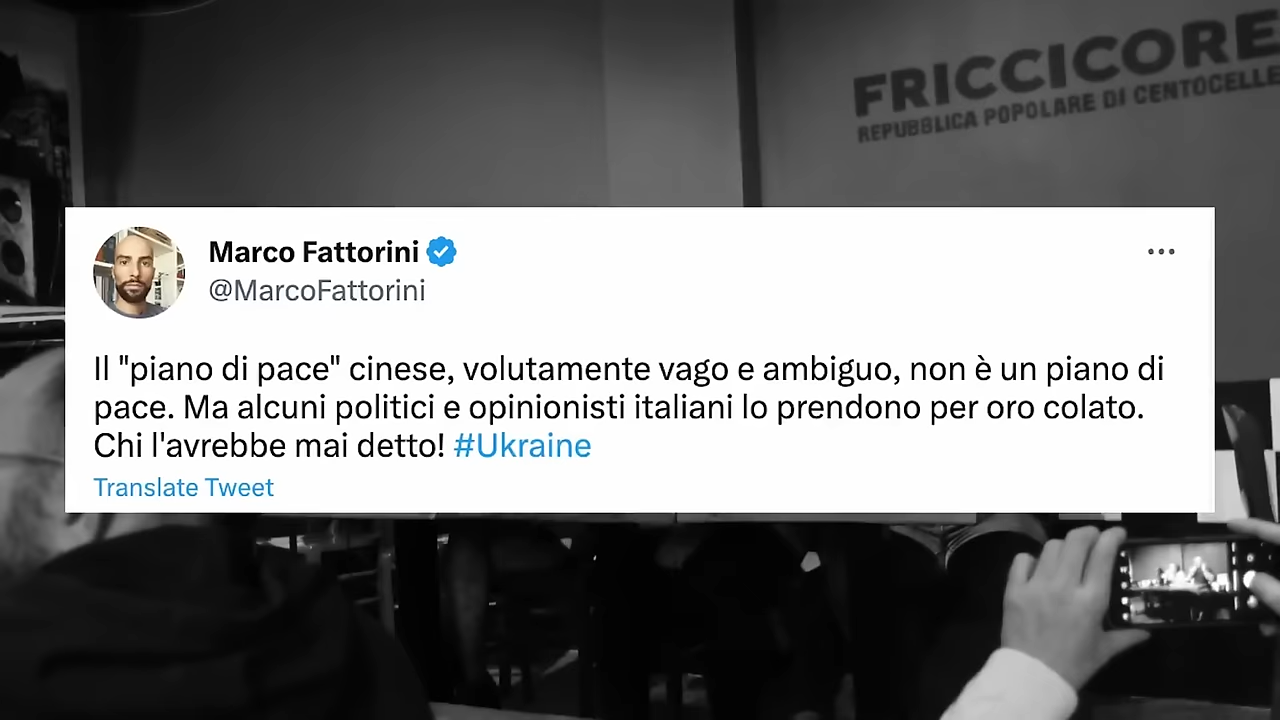 FRICCICORE
REPUBBLICA POPOLARE DI CENTOCELLE
Marco Fattorini
@MarcoFattorini
Il "piano di pace" cinese, volutamente vago e ambiguo, non è un piano di
pace. Ma alcuni politici e opinionisti italiani lo prendono per oro colato.
Chi l'avrebbe mai detto! #Ukraine
Translate Tweet